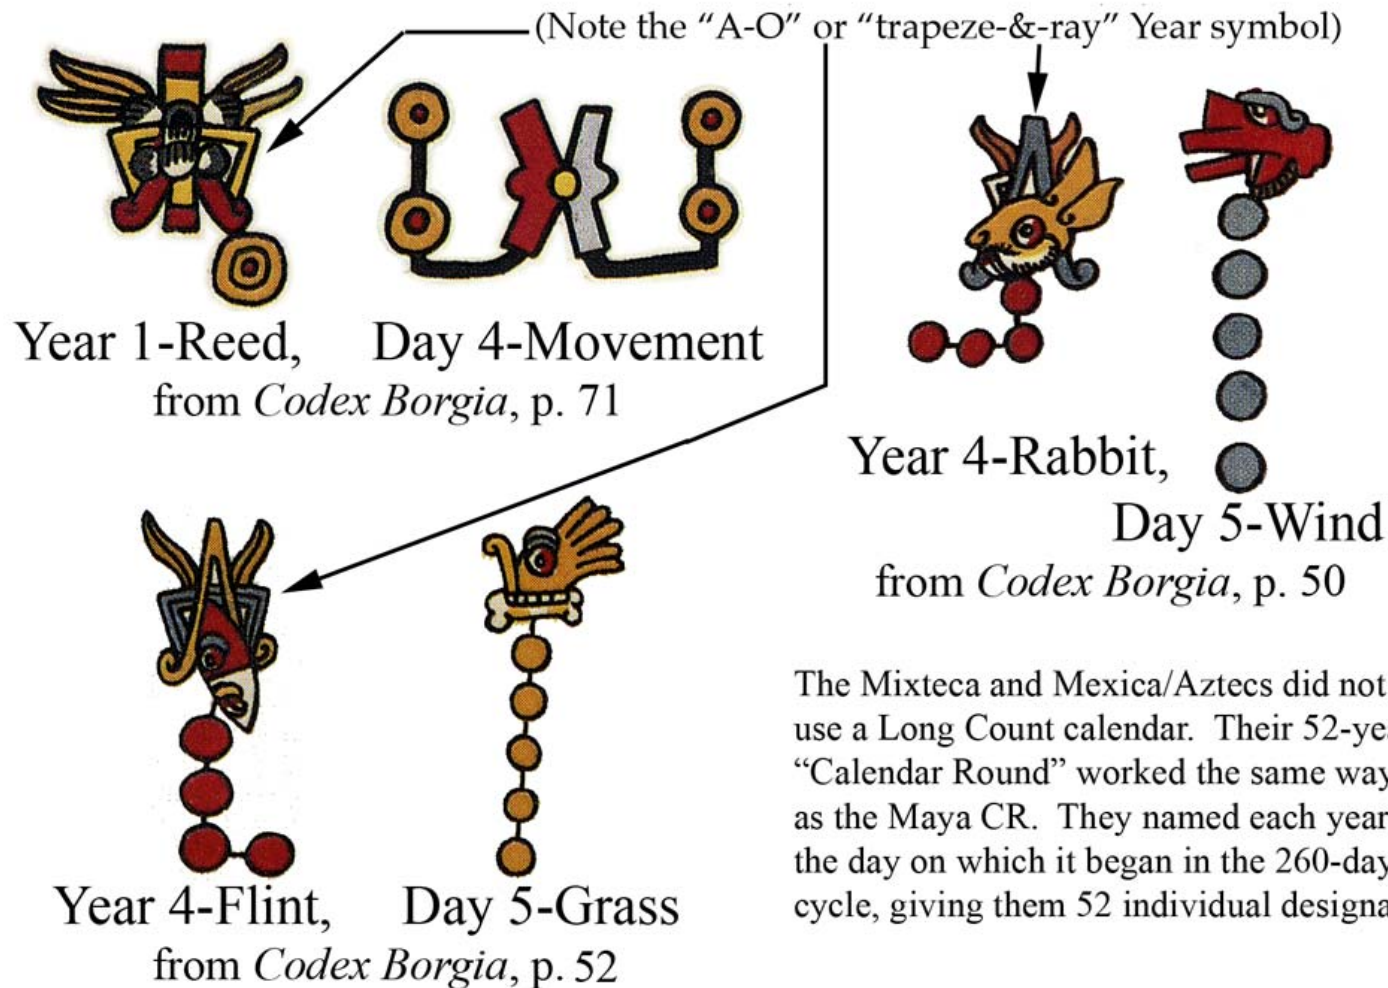 (Note the “A-O” or “trapeze-&-ray” Year symbol)
Year 1-Reed, Day 4-Movement
from Codex Borgia, p. 71
Year 4-Rabbit,
Day 5-Wind
from Codex Borgia, p. 50
Year 4-Flint, Day 5-Grass
from Codex Borgia, p. 52
The Mixteca and Mexica/Aztecs did not
use a Long Count calendar. Their 52-ye
“Calendar Round” worked the same way
as the Maya CR. They named each year
the day on which it began in the 260-day
cycle, giving them 52 individual designa